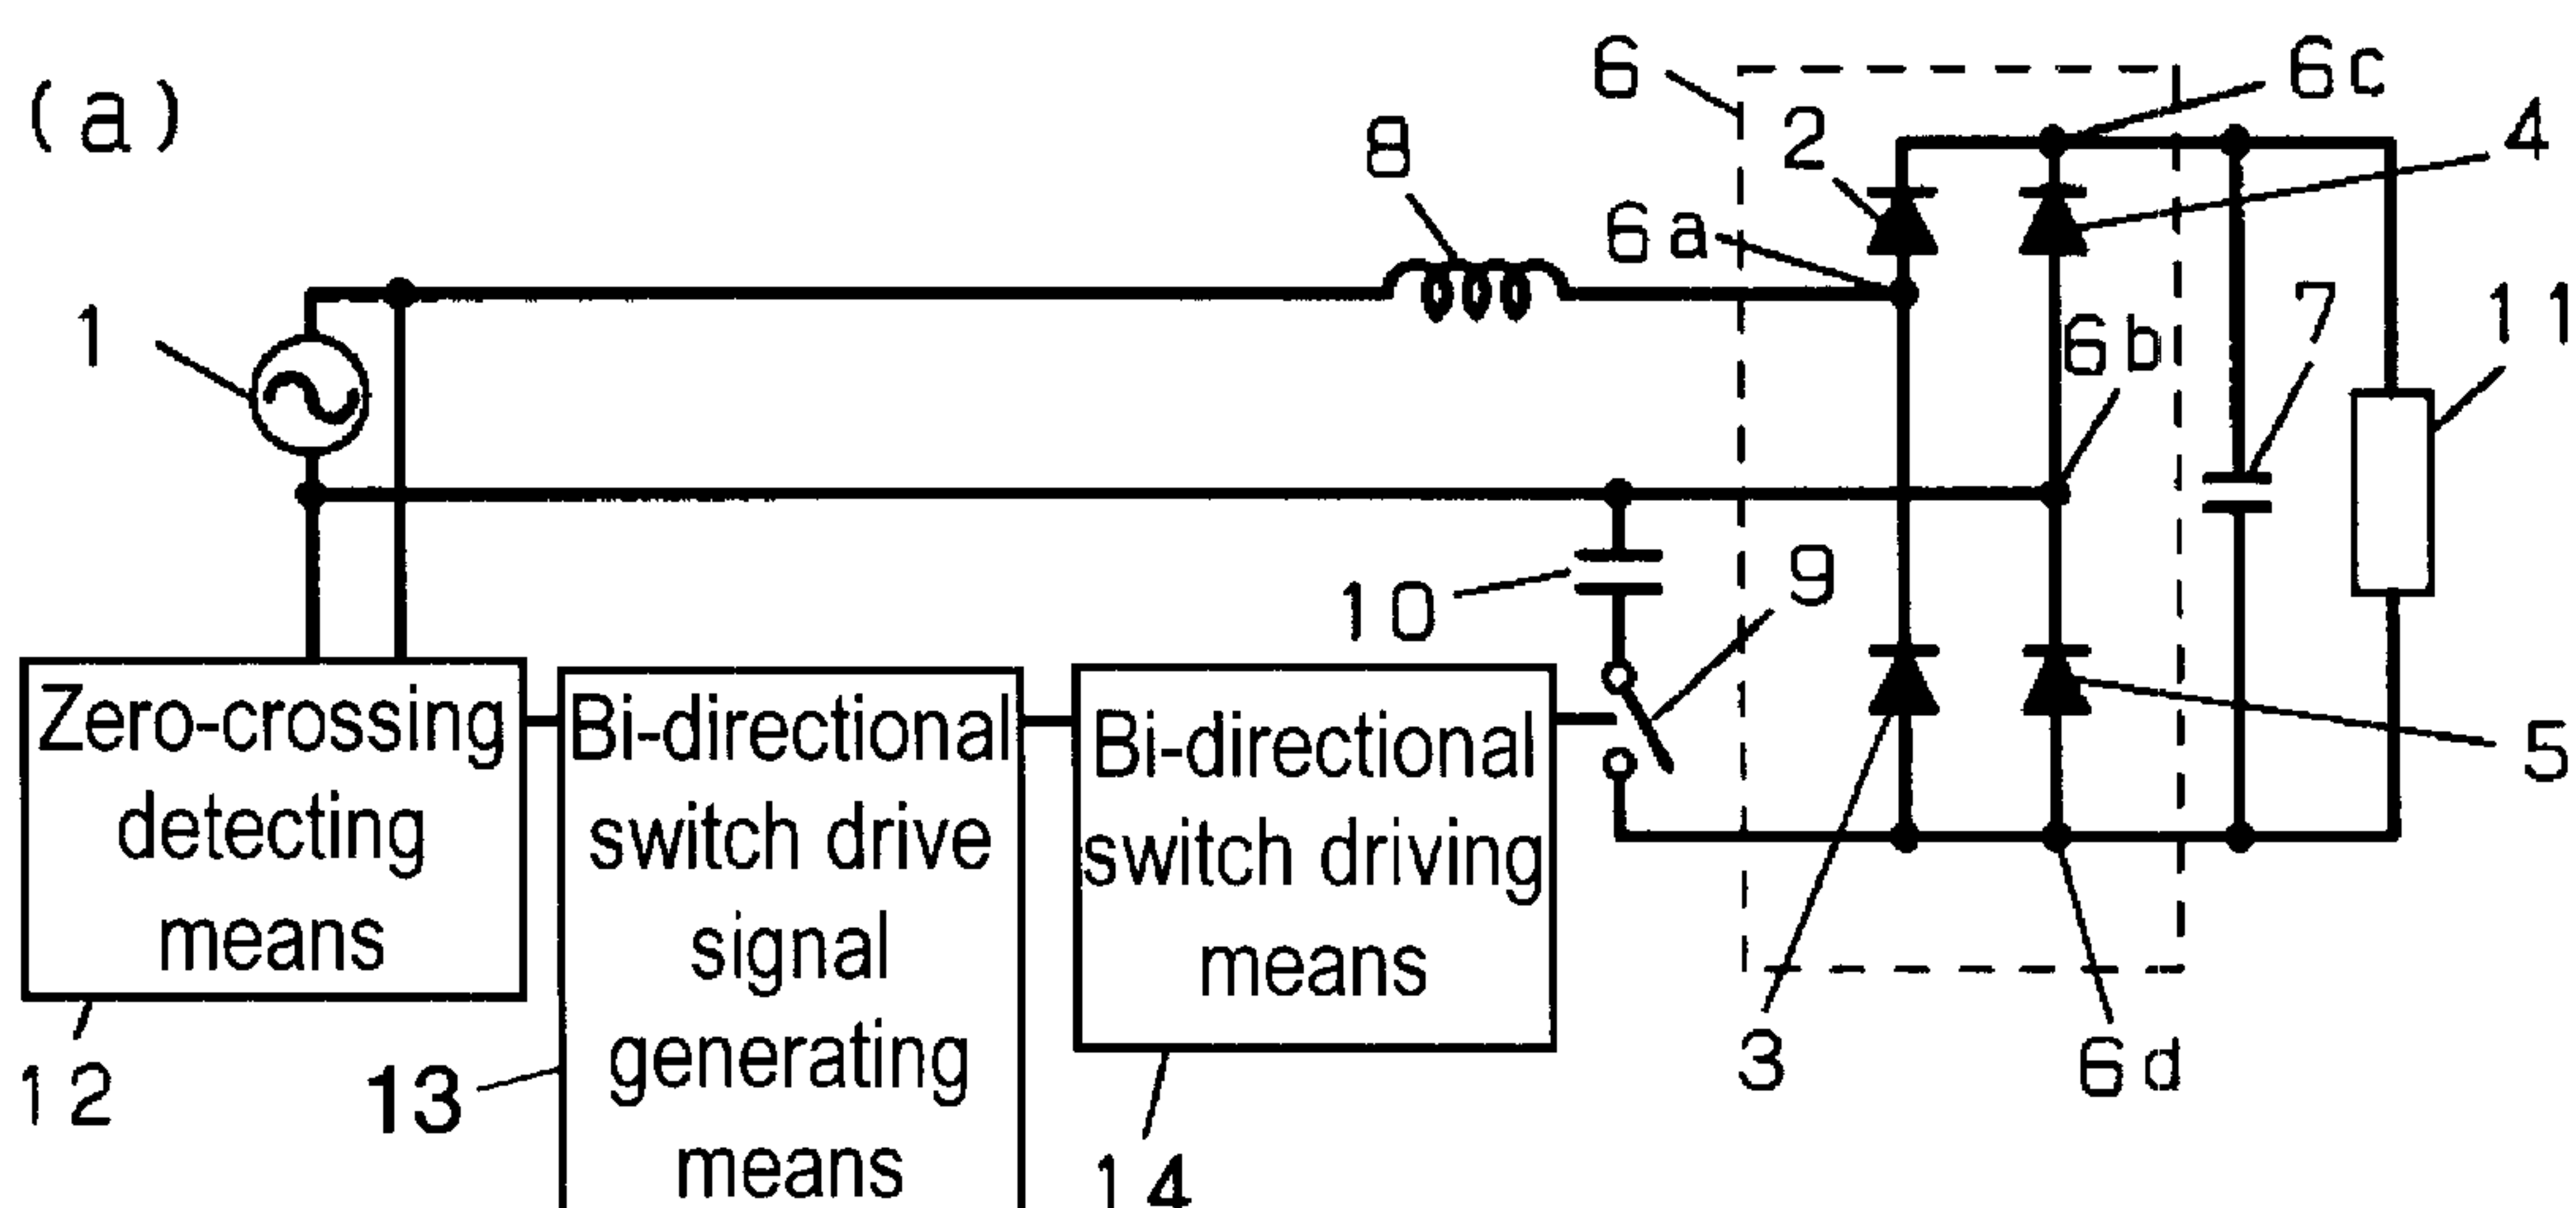 (a)
6
6c
2
4
8
6a
1
6b
7
11
10
9
Zero-crossing
detecting
means
Bi-directional
switch drive
signal
generating
means
Bi-directional
switch driving
means
5
12
13
14
3
6d